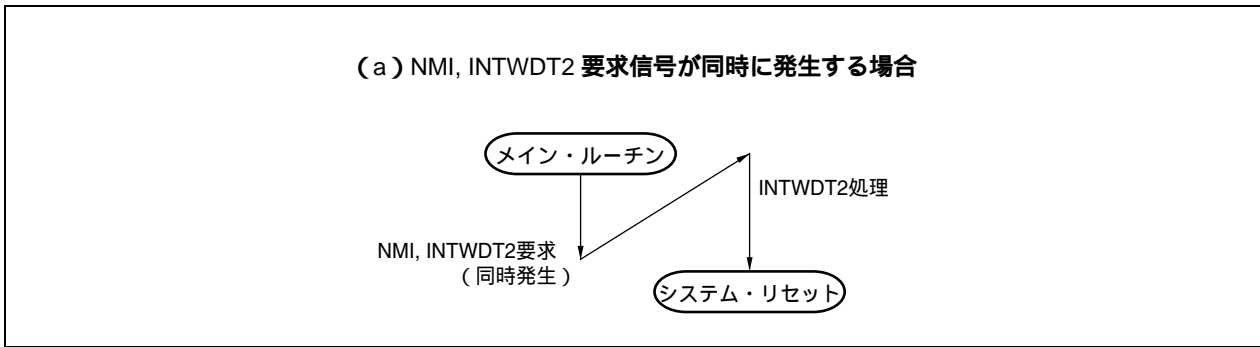 (a)NMI, INTWDT2 要求信号が同時に発生する場合
メイン・ルーチン
INTWDT2処理
NMI, INTWDT2要求
(同時発生)
システム・リセット